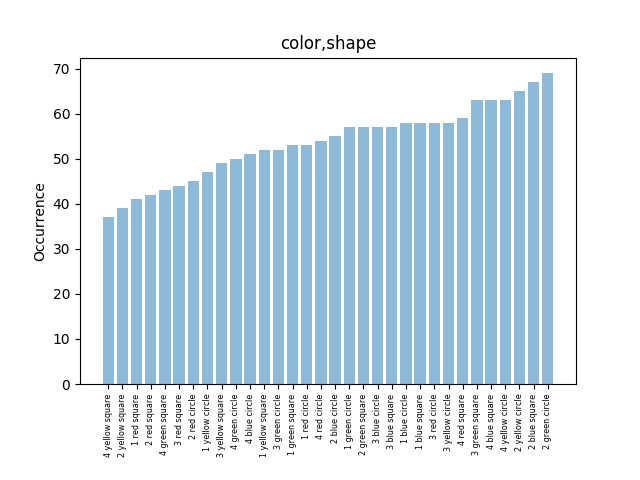 color,shape
Occurrence
70
60
50
40
30
20
10
0
4 yellow square
2 yellow square
1 red square
2 red square
4 green square
3 red square
2 red circle
1 yellow circle
3 yellow square
4 green circle
4 blue circle
1 yellow square
3 green circle
1 green square
1 red circle
4 red circle
2 blue circle
1 green circle
2 green square
3 blue circle
3 blue square
1 blue circle
1 blue square
3 red circle
3 yellow circle
4 red square
3 green square
4 blue square
4 yellow circle
2 yellow circle
2 blue square
2 green circle